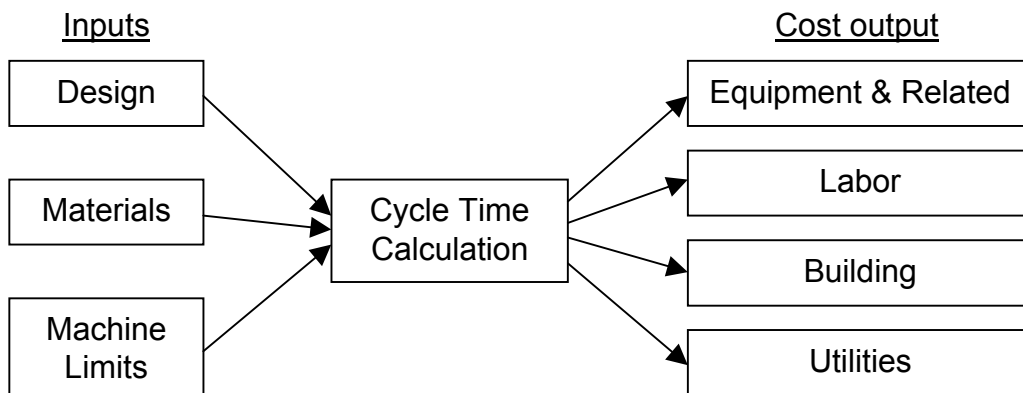 Inputs
Design
Materials
Machine
Limits
Cycle Time
Calculation
Cost output
Equipment & Related
Labor
Building
Utilities